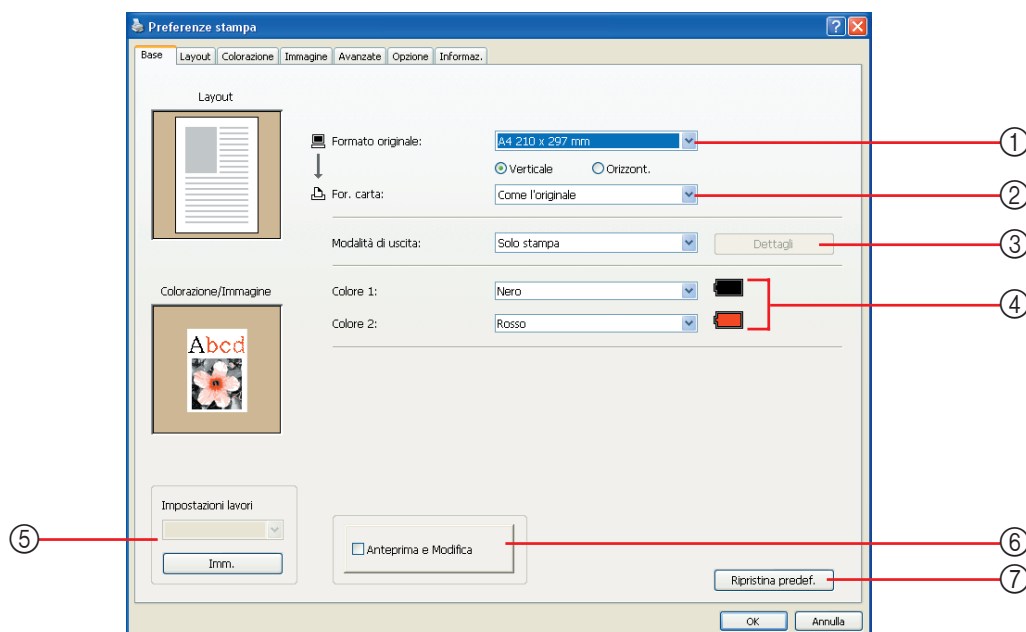 Preferenze stampa
Base Layout Colorazione Immagine Avanzate Opzione Informaz.
Layout
Formato originale: A4 210 x 297 mm ①
Verticale Orizzont.
For. carta: Come l'originale ②
Modalità di uscita: Solo stampa Dettagli ③
Colorazione/Immagine
Colore 1: Nero ④
Colore 2: Rosso
Abcd
Impostazioni lavori
⑤
Imm.
Anteprima e Modifica ⑥
Ripristina predef. ⑦
OK Annulla